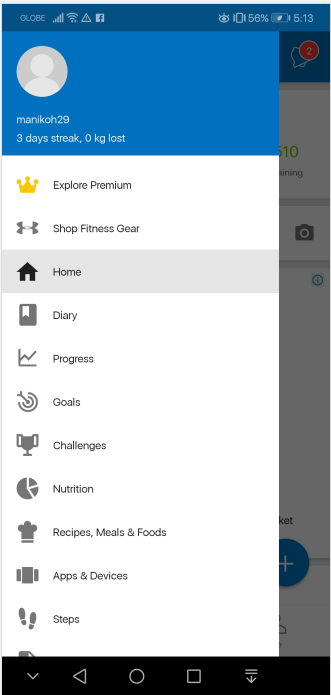 GLOBE 56% 5:13
2
manikoh29
3 days streak, 0 kg lost
Explore Premium
Shop Fitness Gear
Home
Diary
Progress
Goals
Challenges
Nutrition
Recipes, Meals & Foods
Apps & Devices
Steps